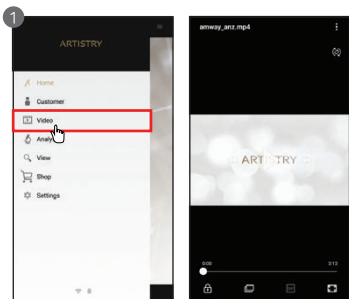 1
ARTISTRY
Home
Customer
Video
Analy
View
Shop
Settings
amway_anz.mp4
ARTISTRY
0:00
3:12